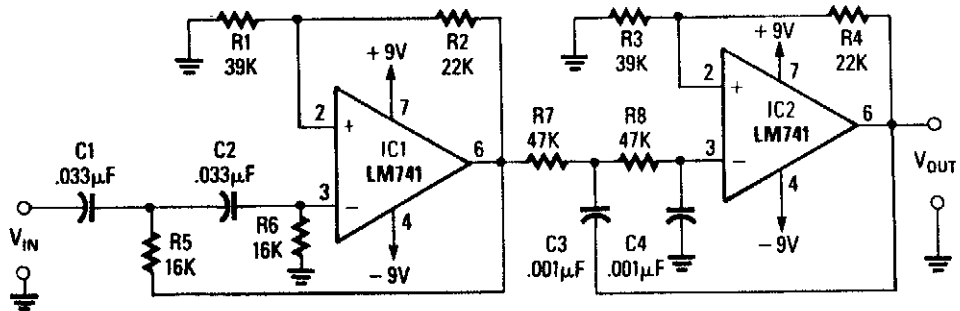 R1
39K
R2
22K
+9V
7
2
+
IC1
LM741
6
3
−
4
−9V
C1
.033µF
C2
.033µF
V_IN
R5
16K
R6
16K
R3
39K
R4
22K
+9V
7
2
+
IC2
LM741
6
3
−
4
−9V
R7
47K
R8
47K
C3
.001µF
C4
.001µF
V_OUT